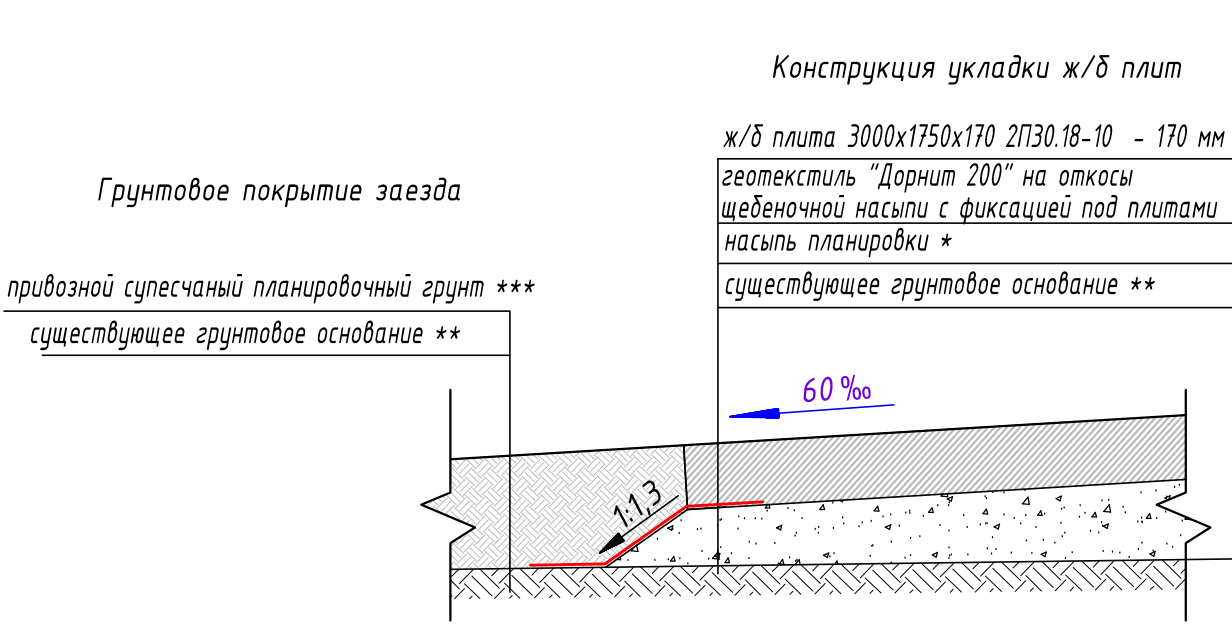 Конструкция укладки ж/б плит
ж/б плита 3000х1750х170 2П30.18-10 - 170 мм
геотекстиль "Дорнит 200" на откосы
щебеночной насыпи с фиксацией под плитами
насыпь планировки *
существующее грунтовое основание **
Грунтовое покрытие заезда
привозной супесчаный планировочный грунт ***
существующее грунтовое основание **
60 ‰
1:1,3